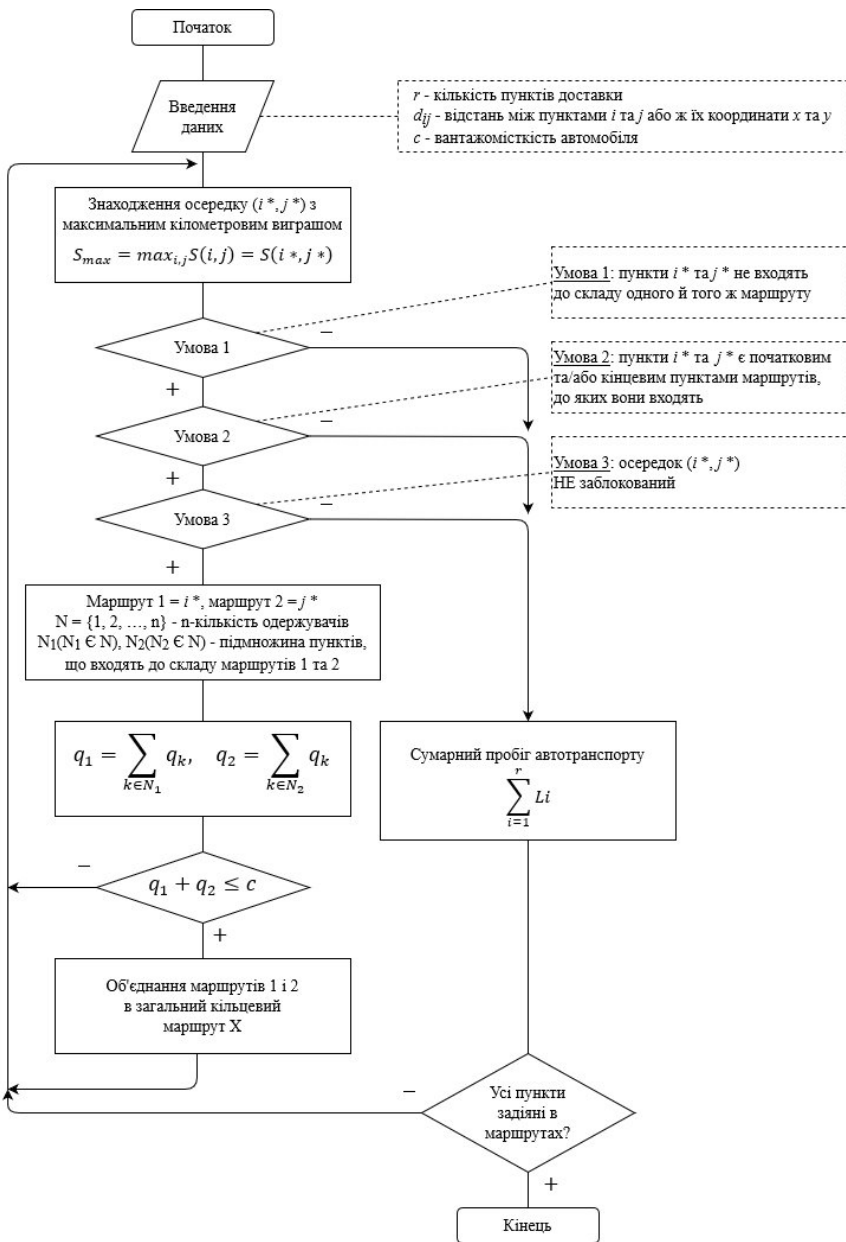 Початок
Введення
даних
r - кількість пунктів доставки
dij - відстань між пунктами i та j або ж їх координати x та y
c - вантажомісткість автомобіля
Знаходження осередку (i *, j *) з
максимальним кілометровим виграшом
Smax = maxi,jS(i, j) = S(i *, j *)
Умова 1: пункти i * та j * не входять
до складу одного й того ж маршруту
–
Умова 1
+
Умова 2: пункти i * та j * є початковим
та/або кінцевим пунктами маршрутів,
до яких вони входять
–
Умова 2
+
Умова 3: осередок (i *, j *)
НЕ заблокований
–
Умова 3
+
Маршрут 1 = i *, маршрут 2 = j *
N = {1, 2, …, n} - n-кількість одержувачів
N1(N1 Є N), N2(N2 Є N) - підмножина пунктів,
що входять до складу маршрутів 1 та 2
q1 = ∑k∈N1 qk, q2 = ∑k∈N2 qk
Сумарний пробіг автотранспорту
r
∑ Li
i=1
–
q1 + q2 ≤ c
+
Об'єднання маршрутів 1 і 2
в загальний кільцевий
маршрут X
–
Усі пункти
задіяні в
маршрутах?
+
Кінець